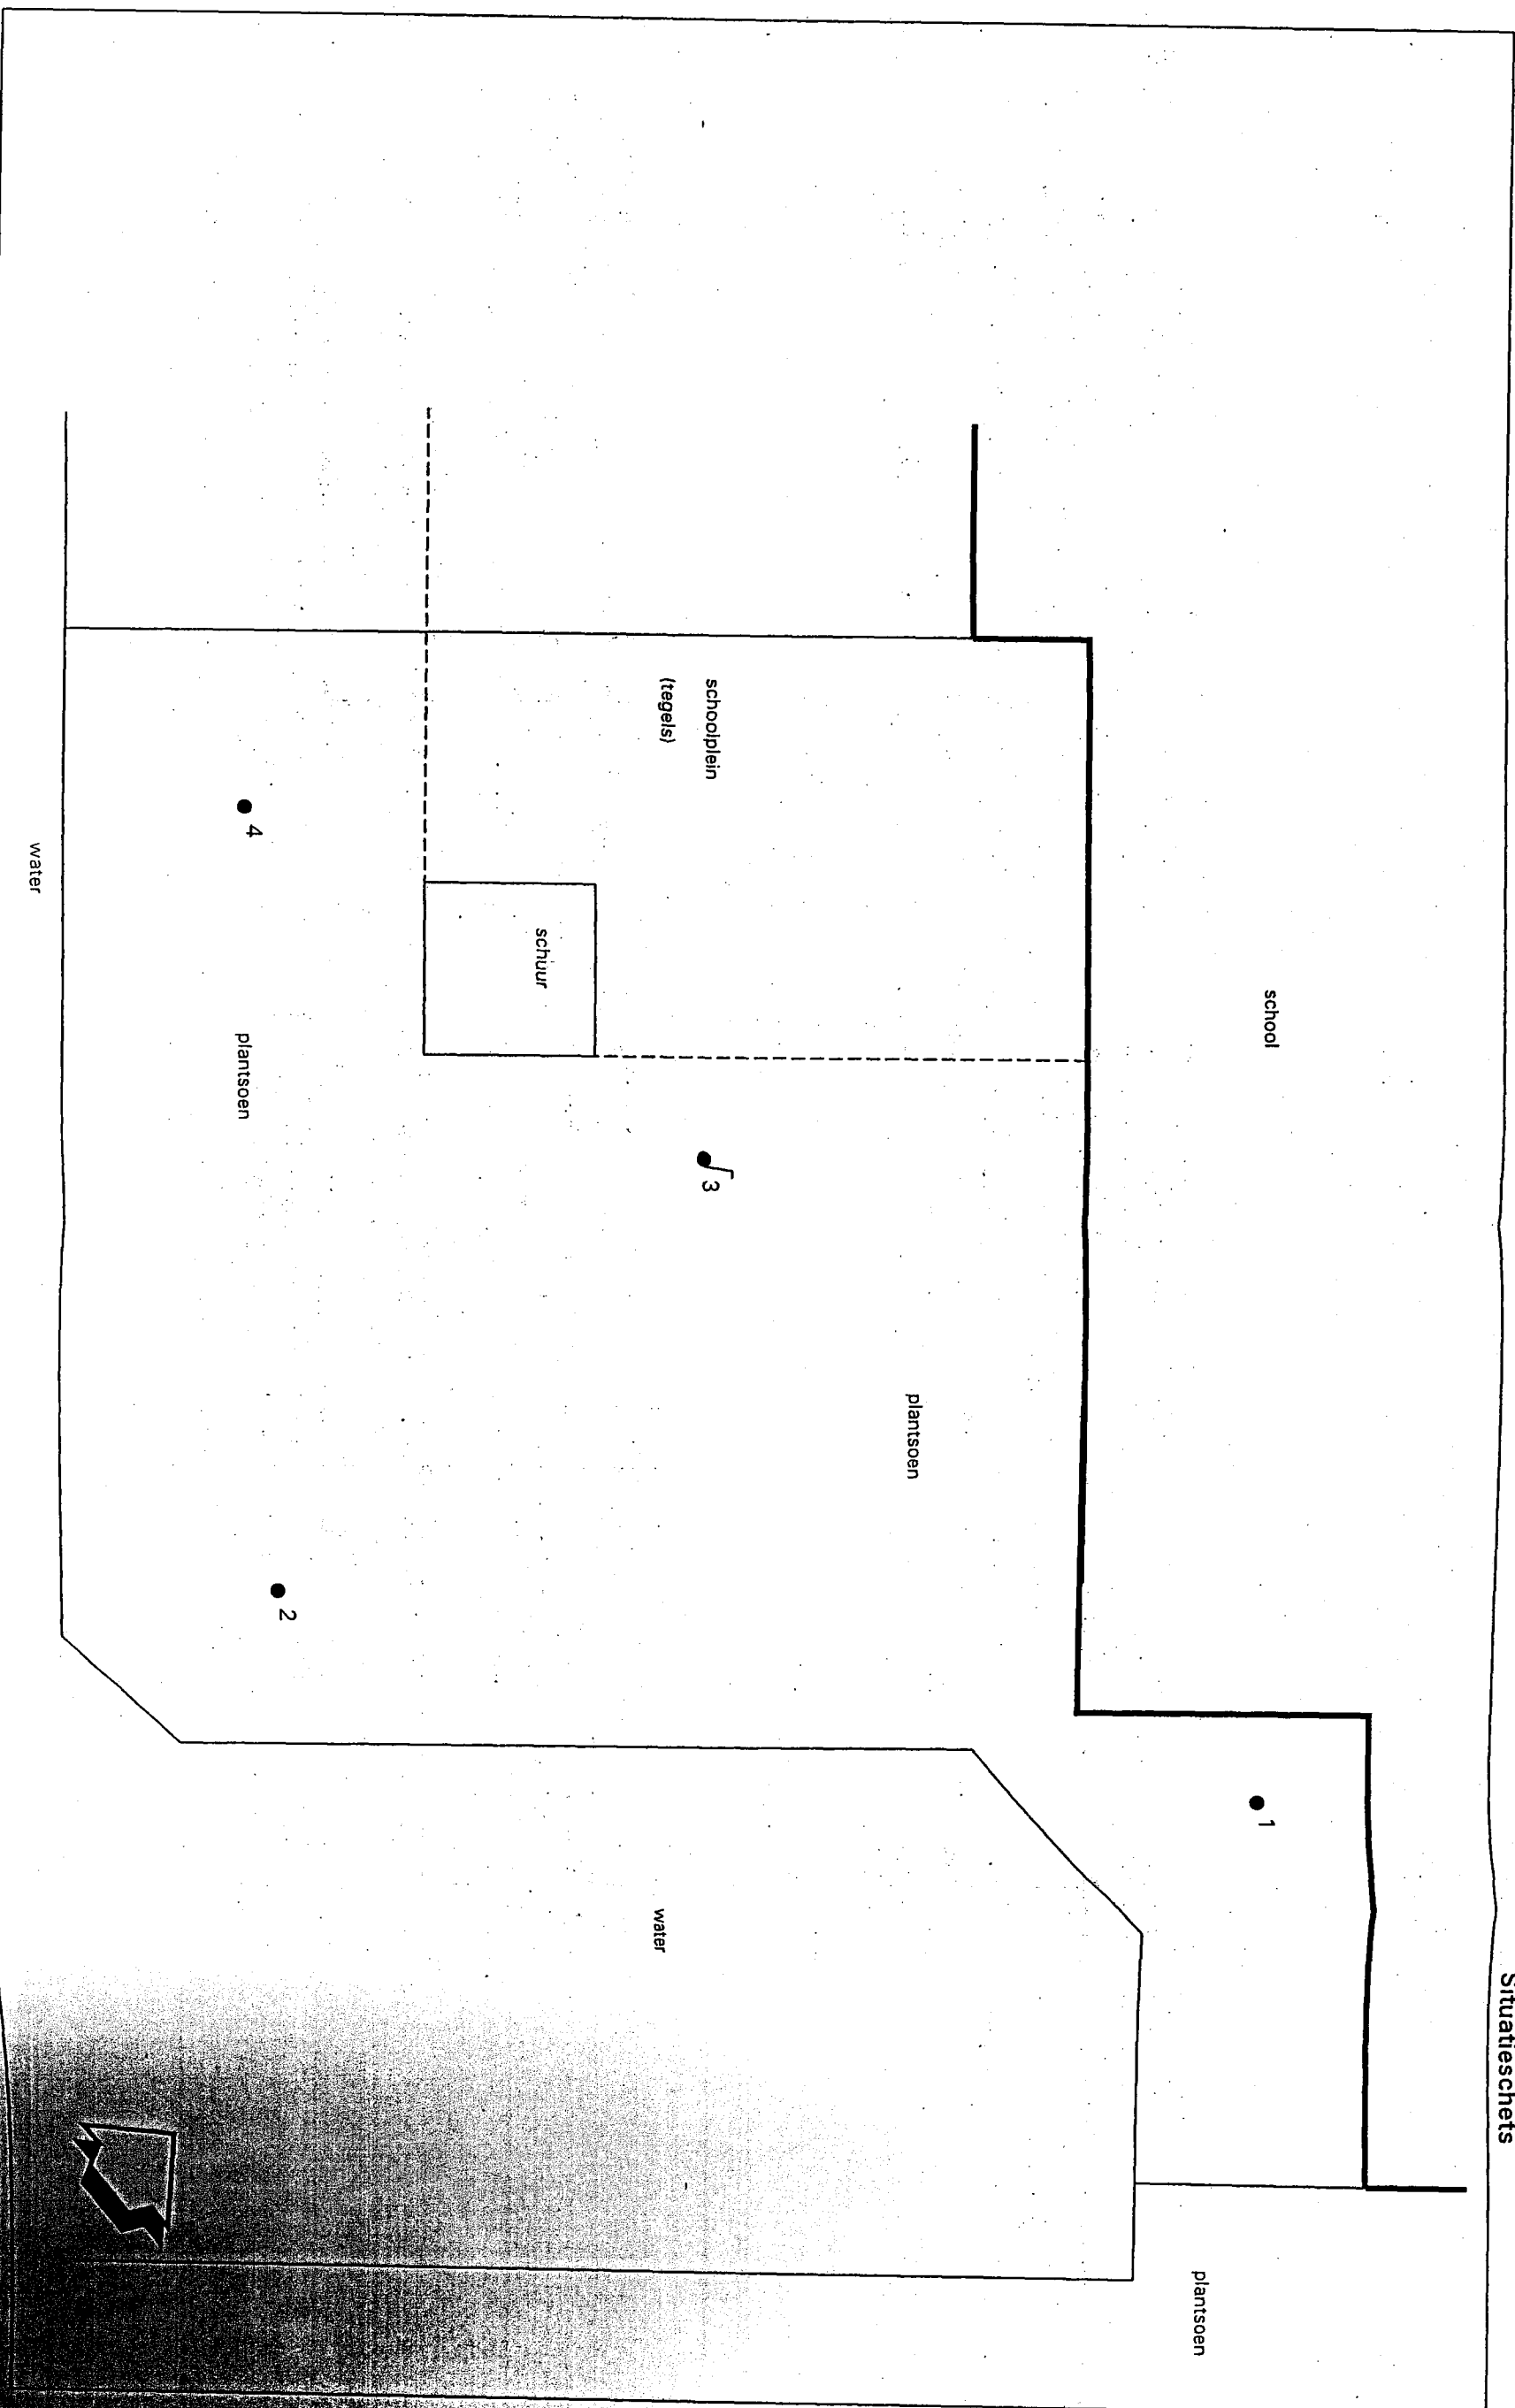 Situatieschets
school
plantsoen
1
plantsoen
schoolplein
(tegels)
3
water
schuur
2
4
plantsoen
water